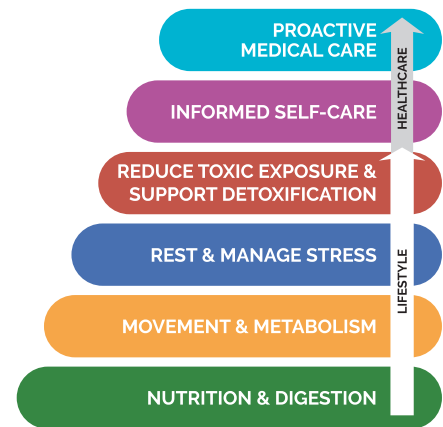 PROACTIVE
MEDICAL CARE
HEALTHCARE
INFORMED SELF-CARE
REDUCE TOXIC EXPOSURE &
SUPPORT DETOXIFICATION
REST & MANAGE STRESS
LIFESTYLE
MOVEMENT & METABOLISM
NUTRITION & DIGESTION